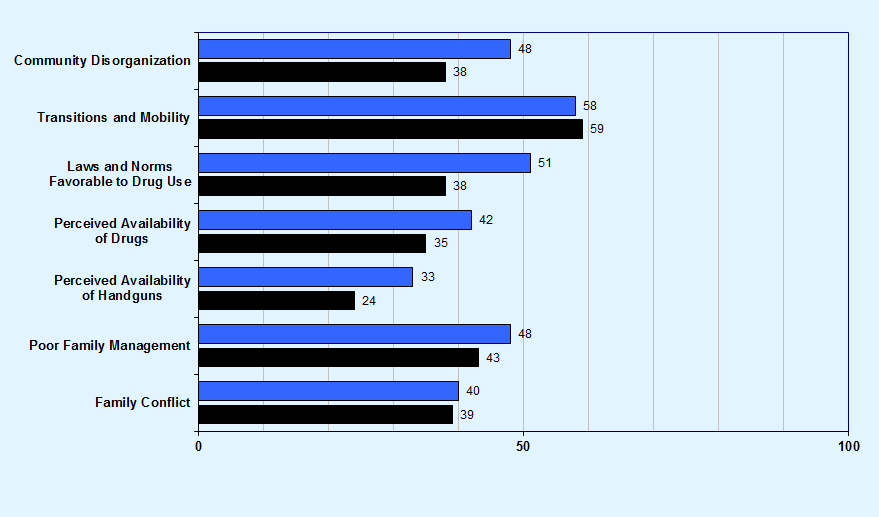 Community Disorganization
48
38
Transitions and Mobility
58
59
Laws and Norms
Favorable to Drug Use
51
38
Perceived Availability
of Drugs
42
35
Perceived Availability
of Handguns
33
24
Poor Family Management
48
43
Family Conflict
40
39
0 50 100